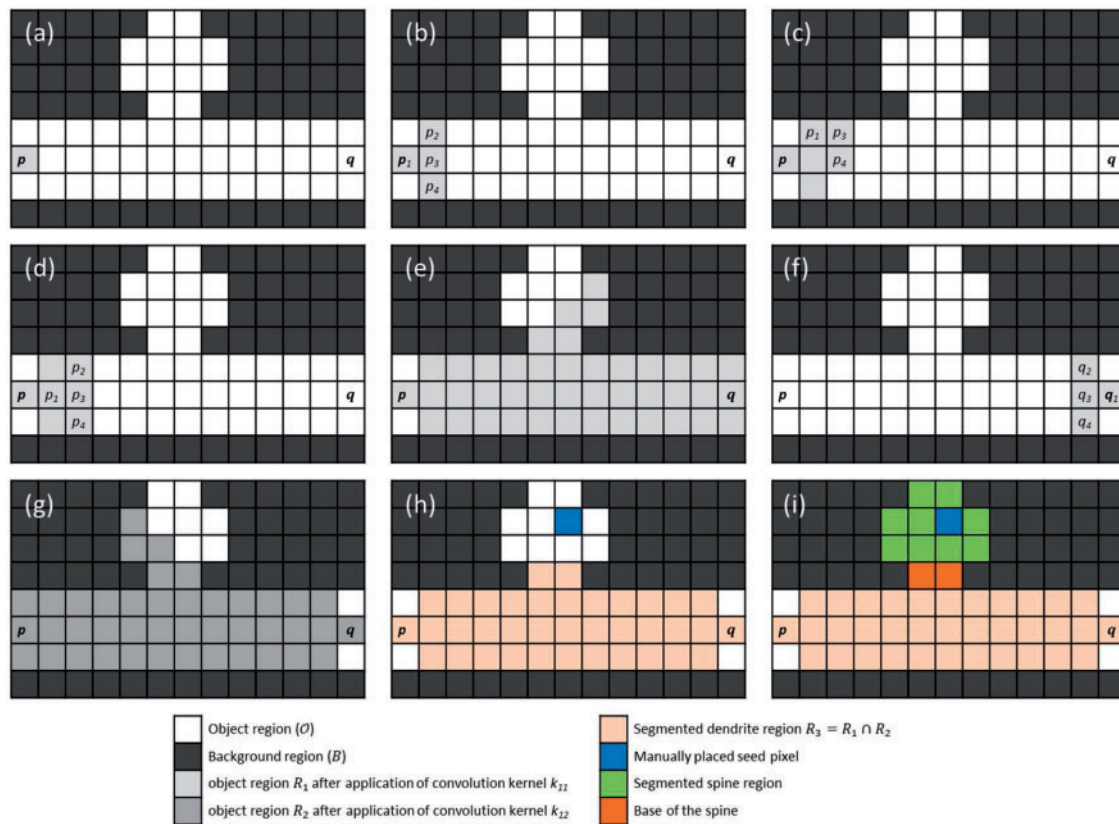 (a) (b) (c)
p₂ p₁ p₃
p q p₁ p₃ q p p₄ q
p₄
(d) (e) (f)
p₂ q₂
p p₁ p₃ q p q p q₃ q₁
p₄ q₄
(g) (h) (i)
p q p q p q
Object region (𝒪)
Background region (B)
object region R₁ after application of convolution kernel k₁₁
object region R₂ after application of convolution kernel k₁₂
Segmented dendrite region R₃ = R₁ ∩ R₂
Manually placed seed pixel
Segmented spine region
Base of the spine